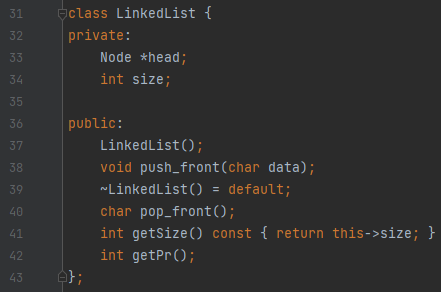 31 class LinkedList {
32 private:
33     Node *head;
34     int size;
35
36 public:
37     LinkedList();
38     void push_front(char data);
39     ~LinkedList() = default;
40     char pop_front();
41     int getSize() const { return this->size; }
42     int getPr();
43 };